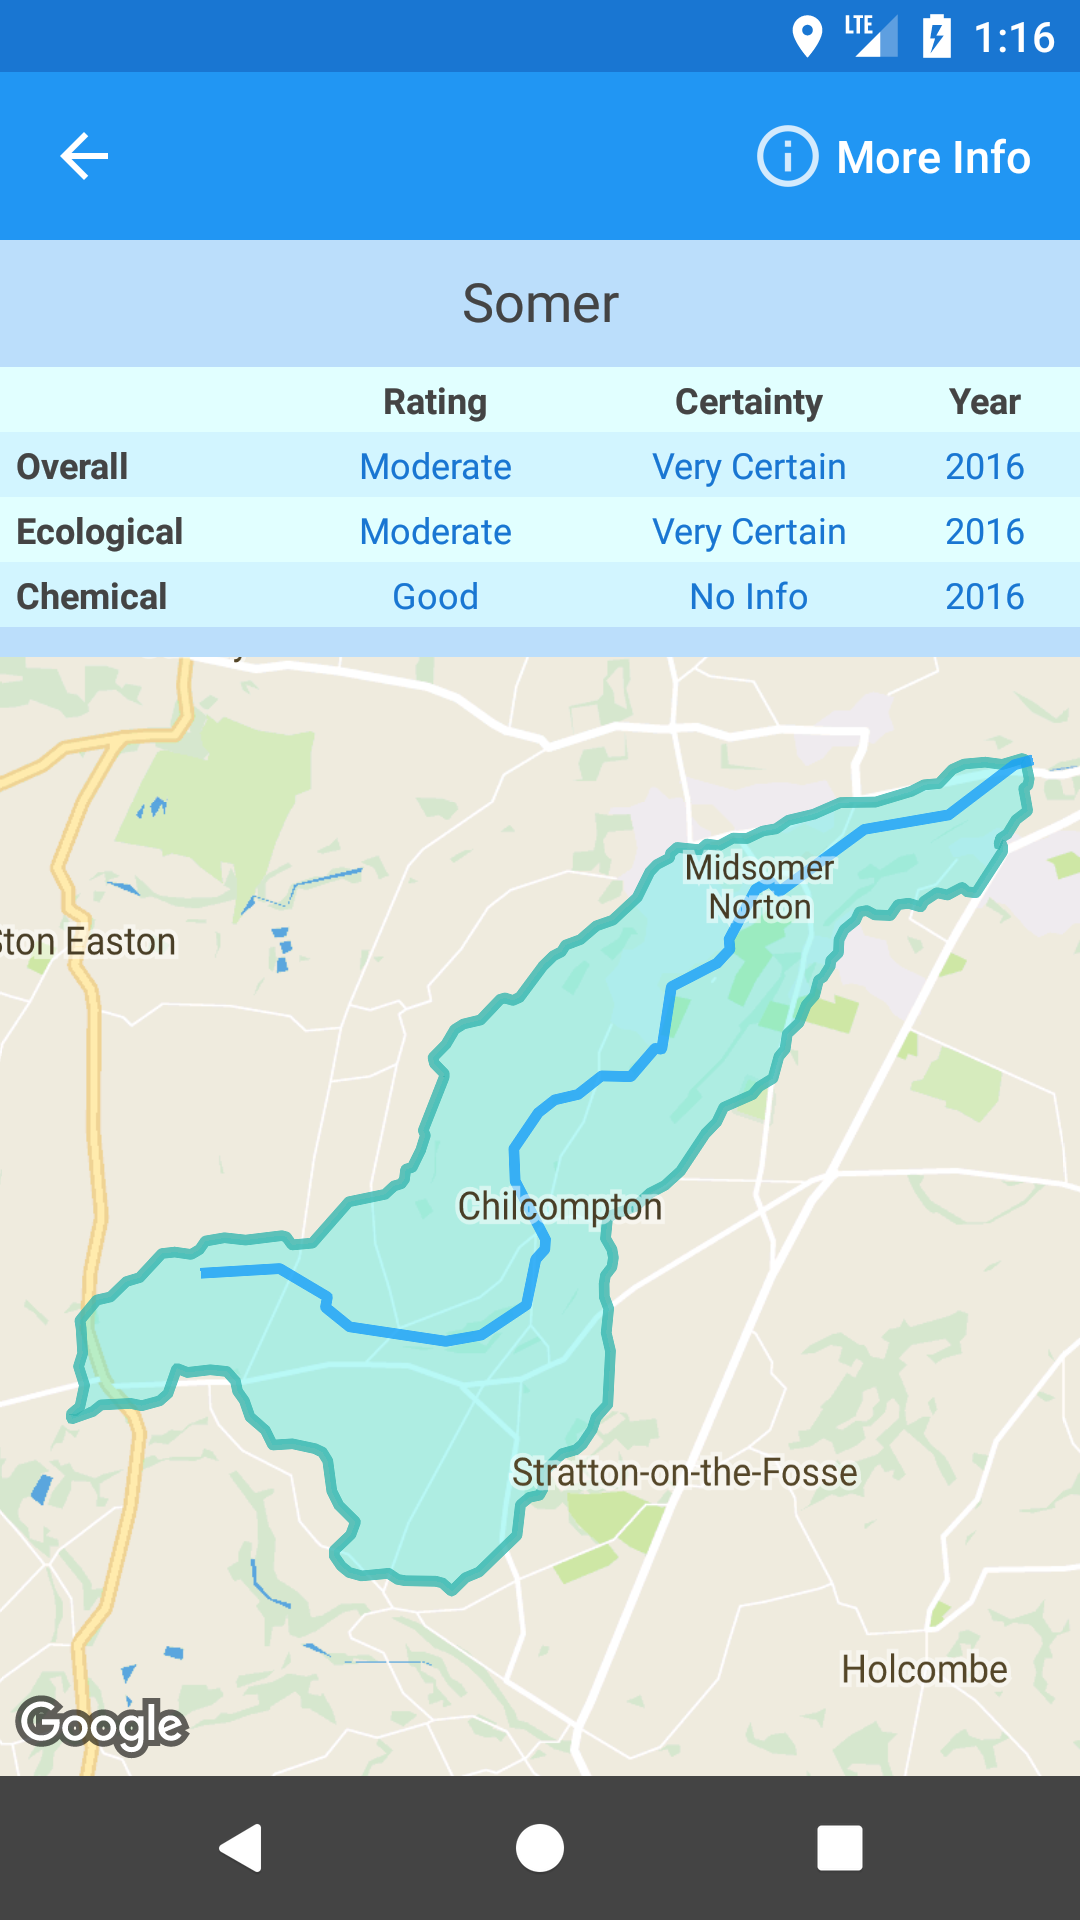 LTE 1:16
More Info
Somer
Rating Certainty Year
Overall Moderate Very Certain 2016
Ecological Moderate Very Certain 2016
Chemical Good No Info 2016
Midsomer
Norton
Ston Easton
Chilcompton
Stratton-on-the-Fosse
Holcombe
Google